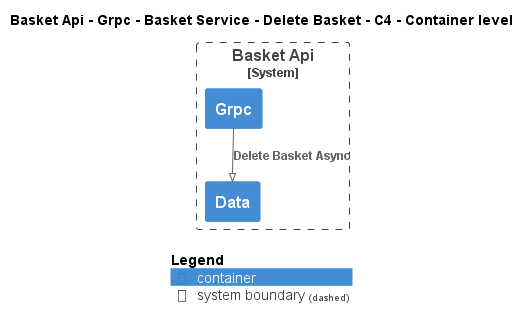 Basket Api - Grpc - Basket Service - Delete Basket - C4 - Container level
Basket Api
[System]
Grpc
Delete Basket Async
Data
Legend
container
system boundary (dashed)